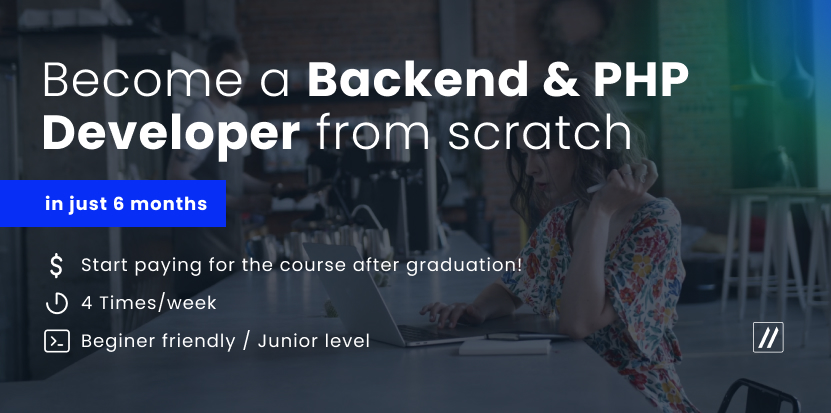 Become a Backend & PHP
Developer from scratch
in just 6 months
Start paying for the course after graduation!
4 Times/week
Beginer friendly / Junior level